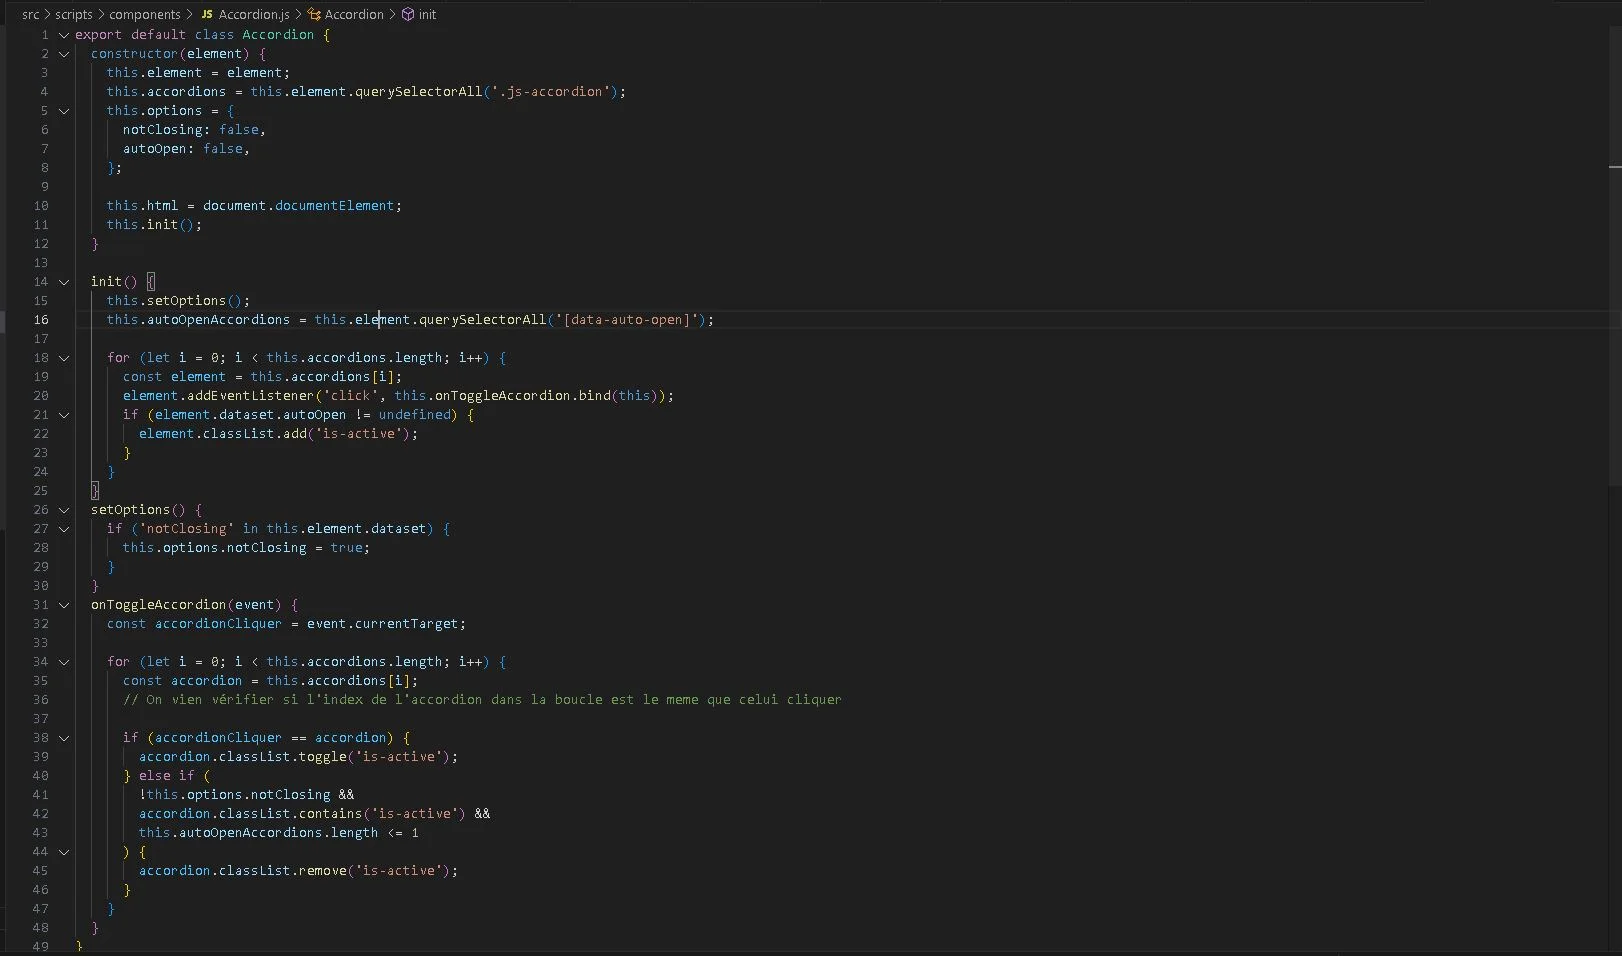 src > scripts > components > JS Accordion.js > Accordion > init
1 export default class Accordion {
2 constructor(element) {
3 this.element = element;
4 this.accordions = this.element.querySelectorAll('.js-accordion');
5 this.options = {
6 notClosing: false,
7 autoOpen: false,
8 };
9
10 this.html = document.documentElement;
11 this.init();
12 }
13
14 init() {
15 this.setOptions();
16 this.autoOpenAccordions = this.element.querySelectorAll('[data-auto-open]');
17
18 for (let i = 0; i < this.accordions.length; i++) {
19 const element = this.accordions[i];
20 element.addEventListener('click', this.onToggleAccordion.bind(this));
21 if (element.dataset.autoOpen != undefined) {
22 element.classList.add('is-active');
23 }
24 }
25 }
26 setOptions() {
27 if ('notClosing' in this.element.dataset) {
28 this.options.notClosing = true;
29 }
30 }
31 onToggleAccordion(event) {
32 const accordionCliquer = event.currentTarget;
33
34 for (let i = 0; i < this.accordions.length; i++) {
35 const accordion = this.accordions[i];
36 // On vien vérifier si l'index de l'accordion dans la boucle est le meme que celui cliquer
37
38 if (accordionCliquer == accordion) {
39 accordion.classList.toggle('is-active');
40 } else if (
41 !this.options.notClosing &&
42 accordion.classList.contains('is-active') &&
43 this.autoOpenAccordions.length <= 1
44 ) {
45 accordion.classList.remove('is-active');
46 }
47 }
48 }
49 }